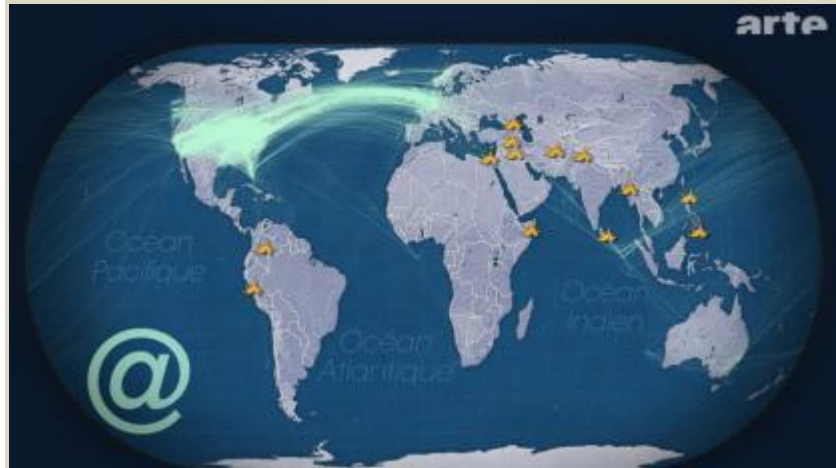 arte
Océan
Pacifique
Océan
Atlantique
Océan
Indien
@